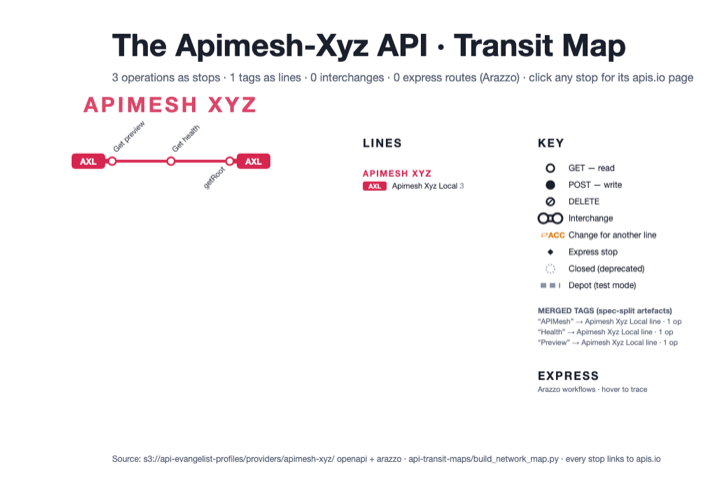 The Apimesh-Xyz API · Transit Map
3 operations as stops · 1 tags as lines · 0 interchanges · 0 express routes (Arazzo) · click any stop for its apis.io page
APIMESH XYZ
Get preview
Get health
AXL
AXL
getRoot
LINES
APIMESH XYZ
AXL Apimesh Xyz Local 3
KEY
GET — read
POST — write
DELETE
Interchange
⇄ACC Change for another line
Express stop
Closed (deprecated)
Depot (test mode)
MERGED TAGS (spec-split artefacts)
"APIMesh" → Apimesh Xyz Local line · 1 op
"Health" → Apimesh Xyz Local line · 1 op
"Preview" → Apimesh Xyz Local line · 1 op
EXPRESS
Arazzo workflows · hover to trace
Source: s3://api-evangelist-profiles/providers/apimesh-xyz/ openapi + arazzo · api-transit-maps/build_network_map.py · every stop links to apis.io